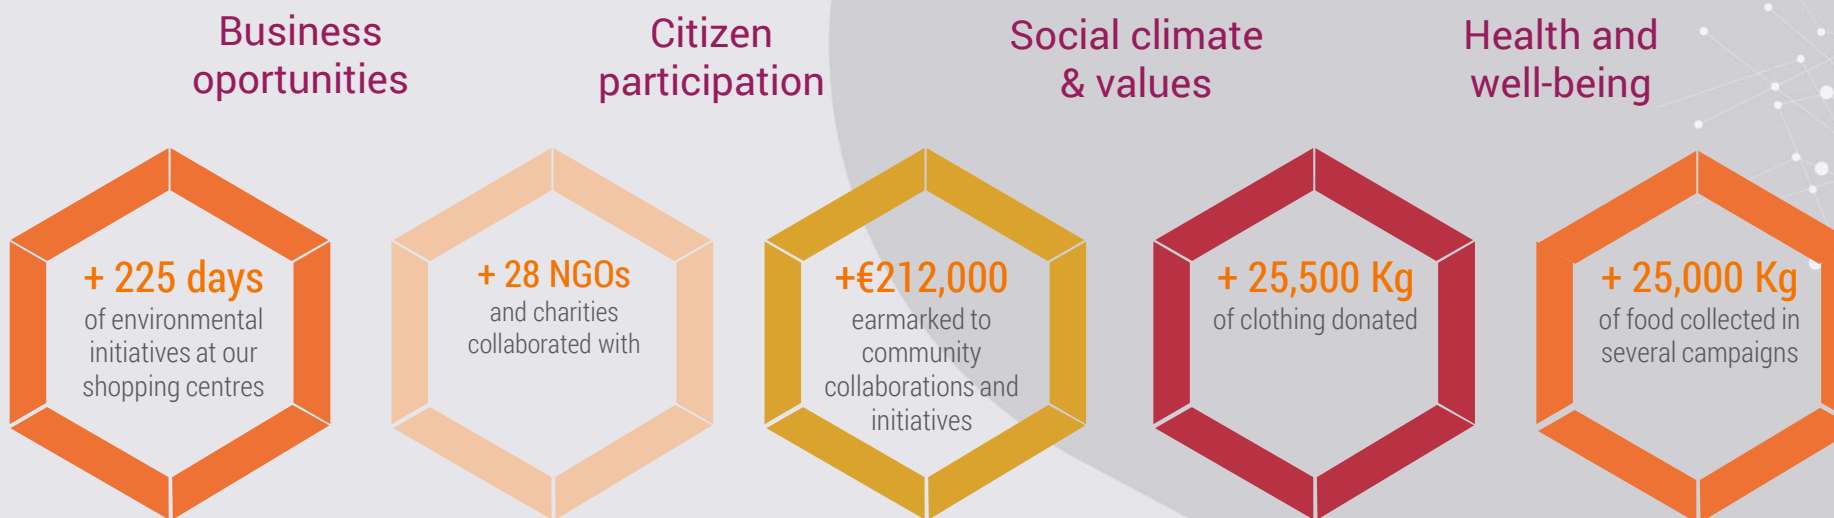 Business
oportunities
Citizen
participation
Social climate
& values
Health and
well-being
+ 225 days
of environmental
initiatives at our
shopping centres
+ 28 NGOs
and charities
collaborated with
+€212,000
earmarked to
community
collaborations and
initiatives
+ 25,500 Kg
of clothing donated
+ 25,000 Kg
of food collected in
several campaigns